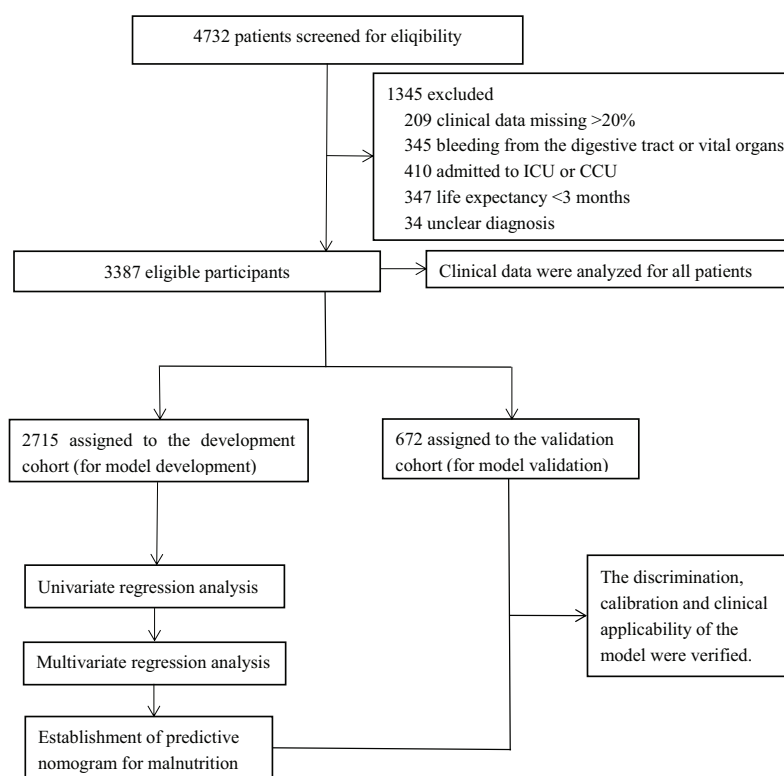 4732 patients screened for eliqibility
1345 excluded
209 clinical data missing >20%
345 bleeding from the digestive tract or vital organs
410 admitted to ICU or CCU
347 life expectancy <3 months
34 unclear diagnosis
3387 eligible participants
Clinical data were analyzed for all patients
2715 assigned to the development
cohort (for model development)
672 assigned to the validation
cohort (for model validation)
Univariate regression analysis
The discrimination,
calibration and clinical
applicability of the
model were verified.
Multivariate regression analysis
Establishment of predictive
nomogram for malnutrition